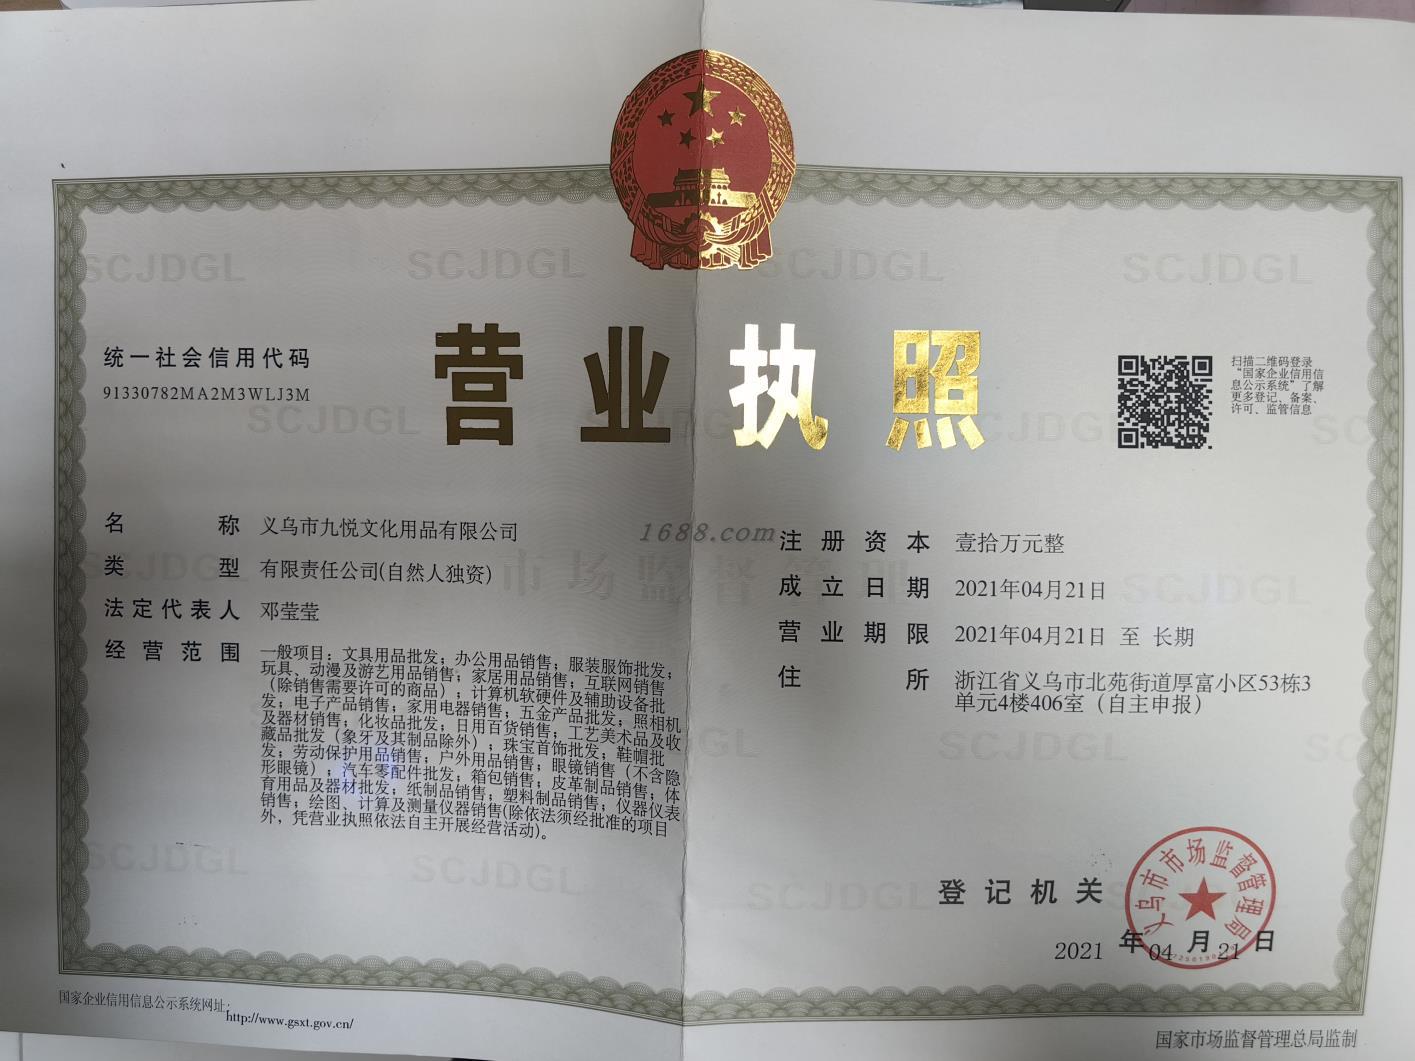 统一社会信用代码
91330782MA2M3WLJ3M
营业执照
扫描二维码登录
“国家企业信用信
息公示系统”了解
更多登记、备案、
许可、监管信息
名称 义乌市九悦文化用品有限公司
类型 有限责任公司(自然人独资)
法定代表人 邓莹莹
经营范围 一般项目：文具用品批发；办公用品销售；服装服饰批发；
玩具、动漫及游艺用品销售；家居用品销售；互联网销售
（除销售需要许可的商品）；计算机软硬件及辅助设备批
发；电子产品销售；家用电器销售；五金产品批发；照相机
及器材销售；化妆品批发；日用百货销售；工艺美术品及收
藏品批发（象牙及其制品除外）；珠宝首饰批发；鞋帽批
发；劳动保护用品销售；户外用品销售；眼镜销售（不含隐
形眼镜）；汽车零配件批发；箱包销售；皮革制品销售；体
育用品及器材批发；纸制品销售；塑料制品销售；仪器仪表
销售；绘图、计算及测量仪器销售(除依法须经批准的项目
外，凭营业执照依法自主开展经营活动)。
1688.com
注册资本 壹拾万元整
成立日期 2021年04月21日
营业期限 2021年04月21日 至 长期
住所 浙江省义乌市北苑街道厚富小区53栋3
单元4楼406室（自主申报）
登记机关
义乌市市场监督管理局
2021 年 04 月 21 日
国家企业信用信息公示系统网址:
http://www.gsxt.gov.cn/
国家市场监督管理总局监制
SCJDGL
市场监督管理